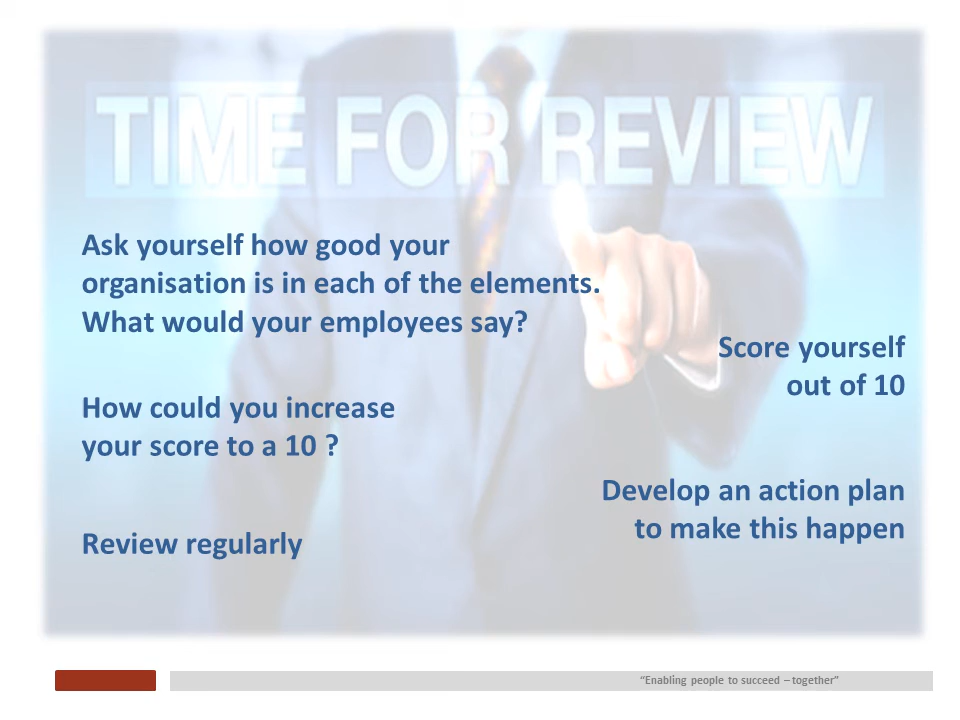 TIME FOR REVIEW
Ask yourself how good your
organisation is in each of the elements.
What would your employees say?
Score yourself
out of 10
How could you increase
your score to a 10 ?
Develop an action plan
to make this happen
Review regularly
“Enabling people to succeed – together”